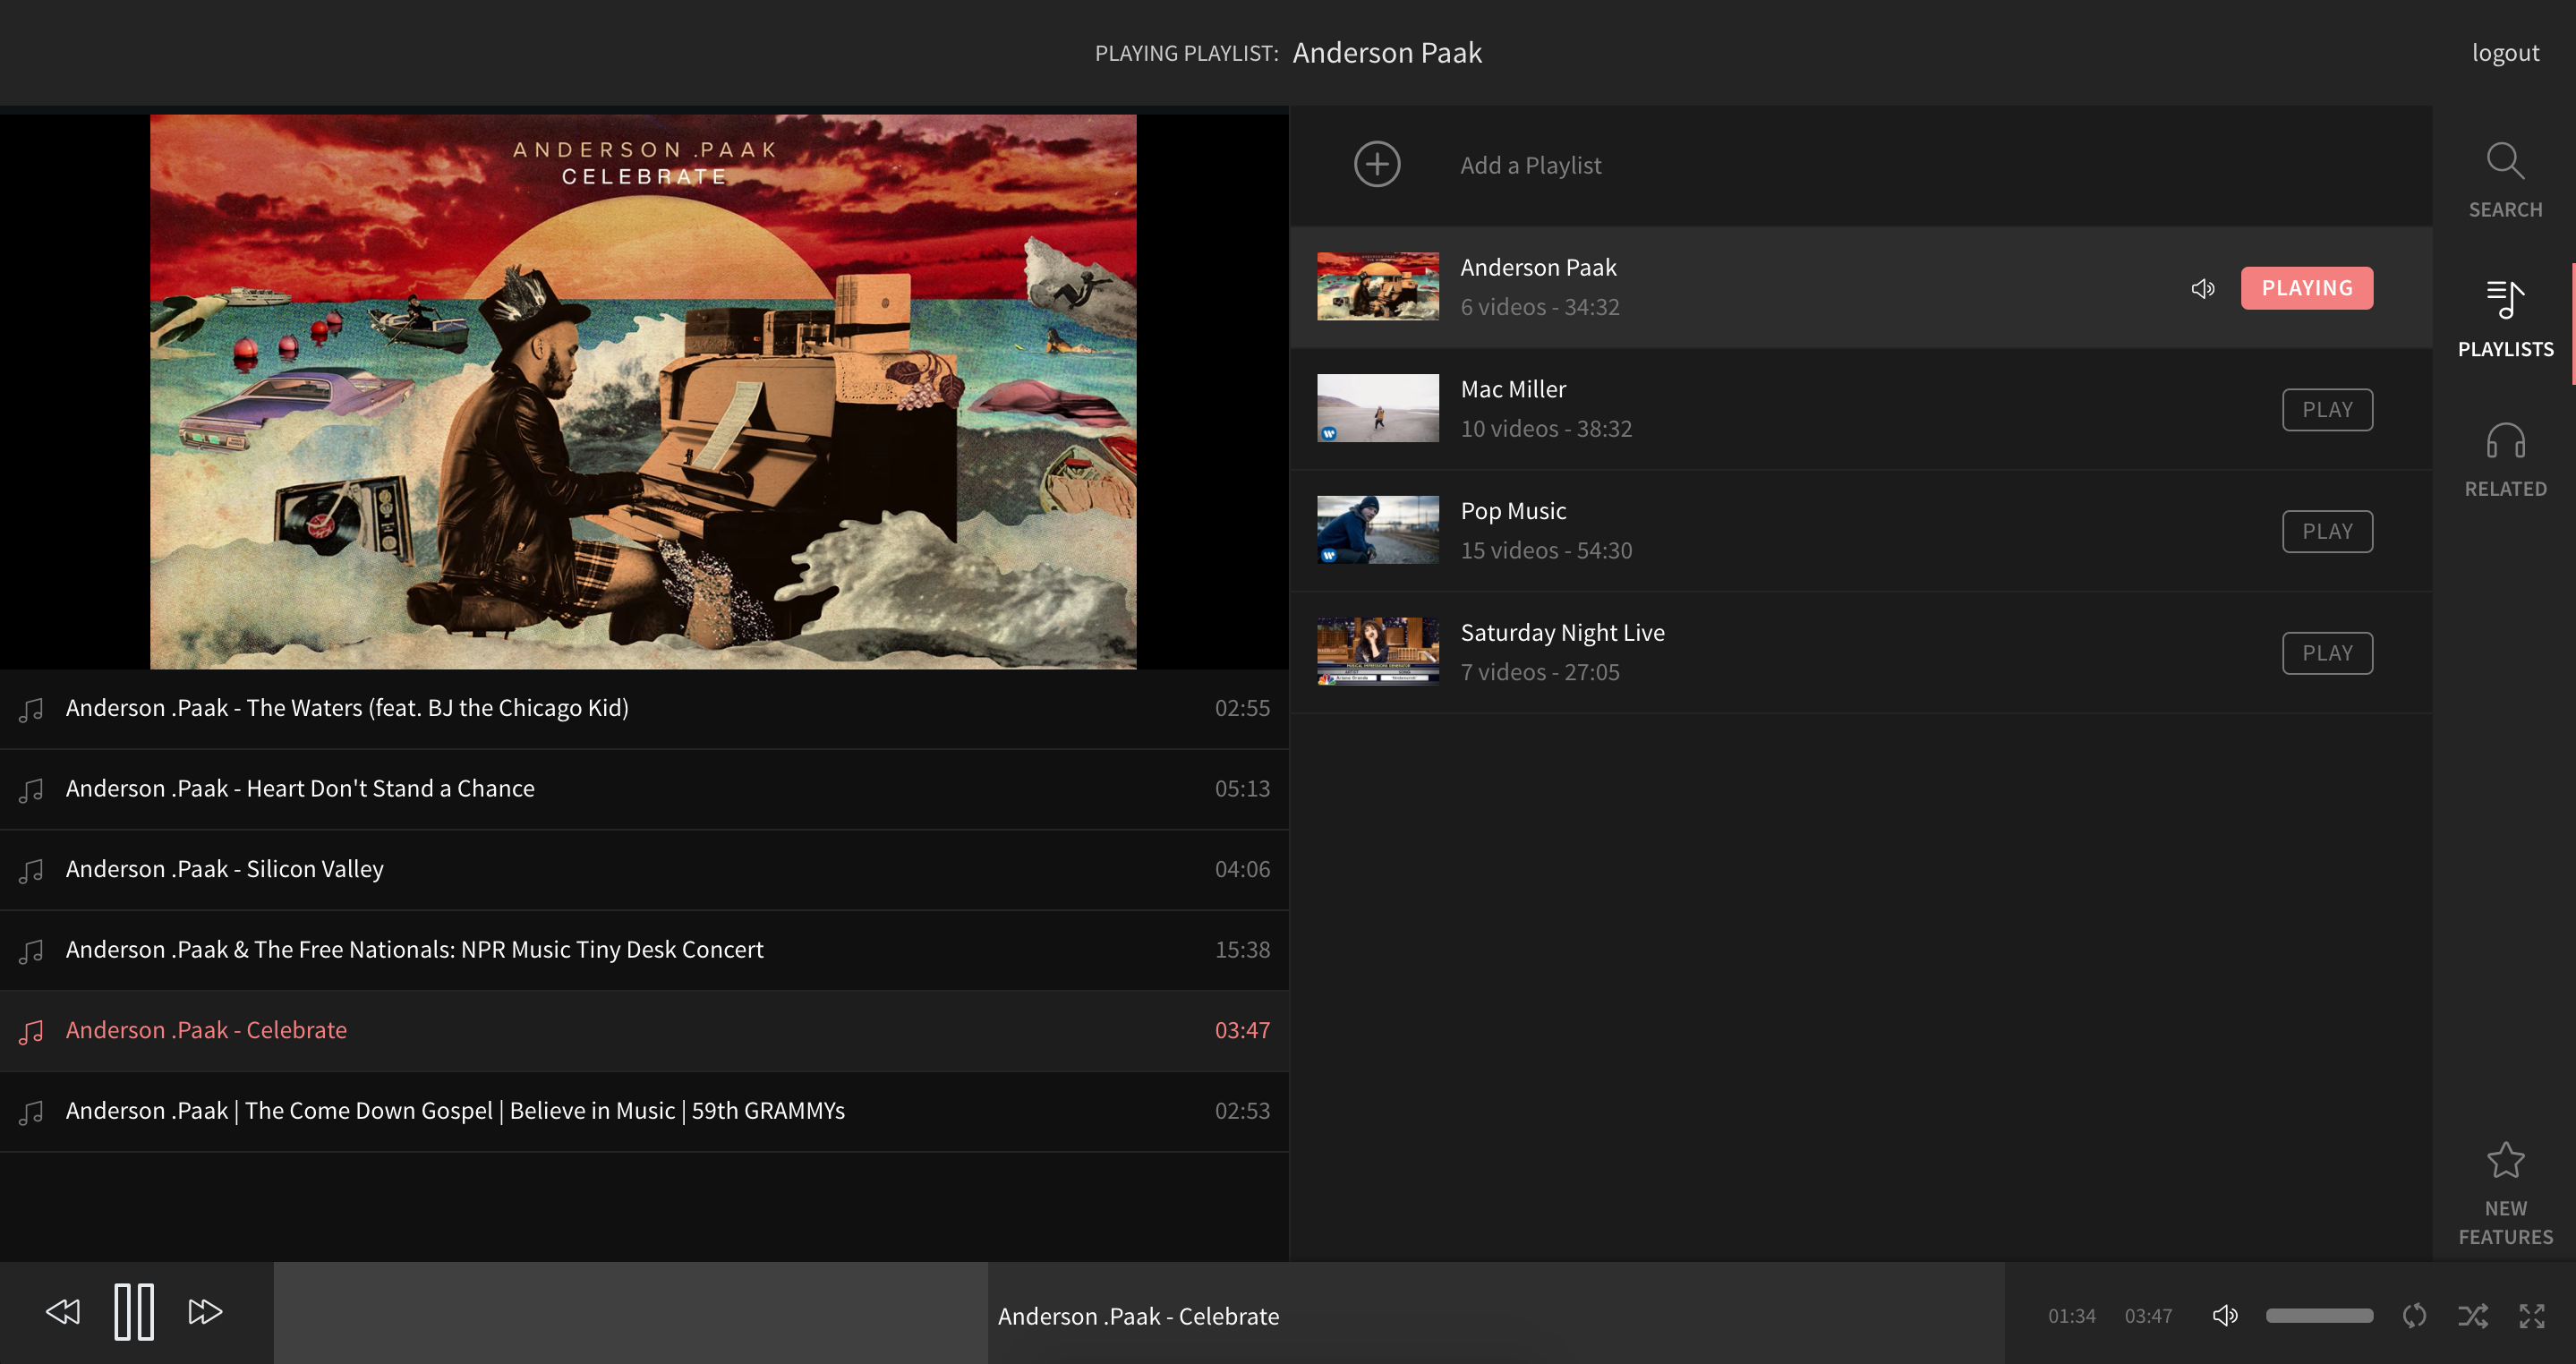 PLAYING PLAYLIST: Anderson Paak
logout
ANDERSON .PAAK
CELEBRATE
Anderson .Paak - The Waters (feat. BJ the Chicago Kid) 02:55
Anderson .Paak - Heart Don't Stand a Chance 05:13
Anderson .Paak - Silicon Valley 04:06
Anderson .Paak & The Free Nationals: NPR Music Tiny Desk Concert 15:38
Anderson .Paak - Celebrate 03:47
Anderson .Paak | The Come Down Gospel | Believe in Music | 59th GRAMMYs 02:53
Add a Playlist
Anderson Paak
6 videos - 34:32
PLAYING
Mac Miller
10 videos - 38:32
PLAY
Pop Music
15 videos - 54:30
PLAY
Saturday Night Live
7 videos - 27:05
PLAY
SEARCH
PLAYLISTS
RELATED
NEW
FEATURES
Anderson .Paak - Celebrate
01:34 03:47